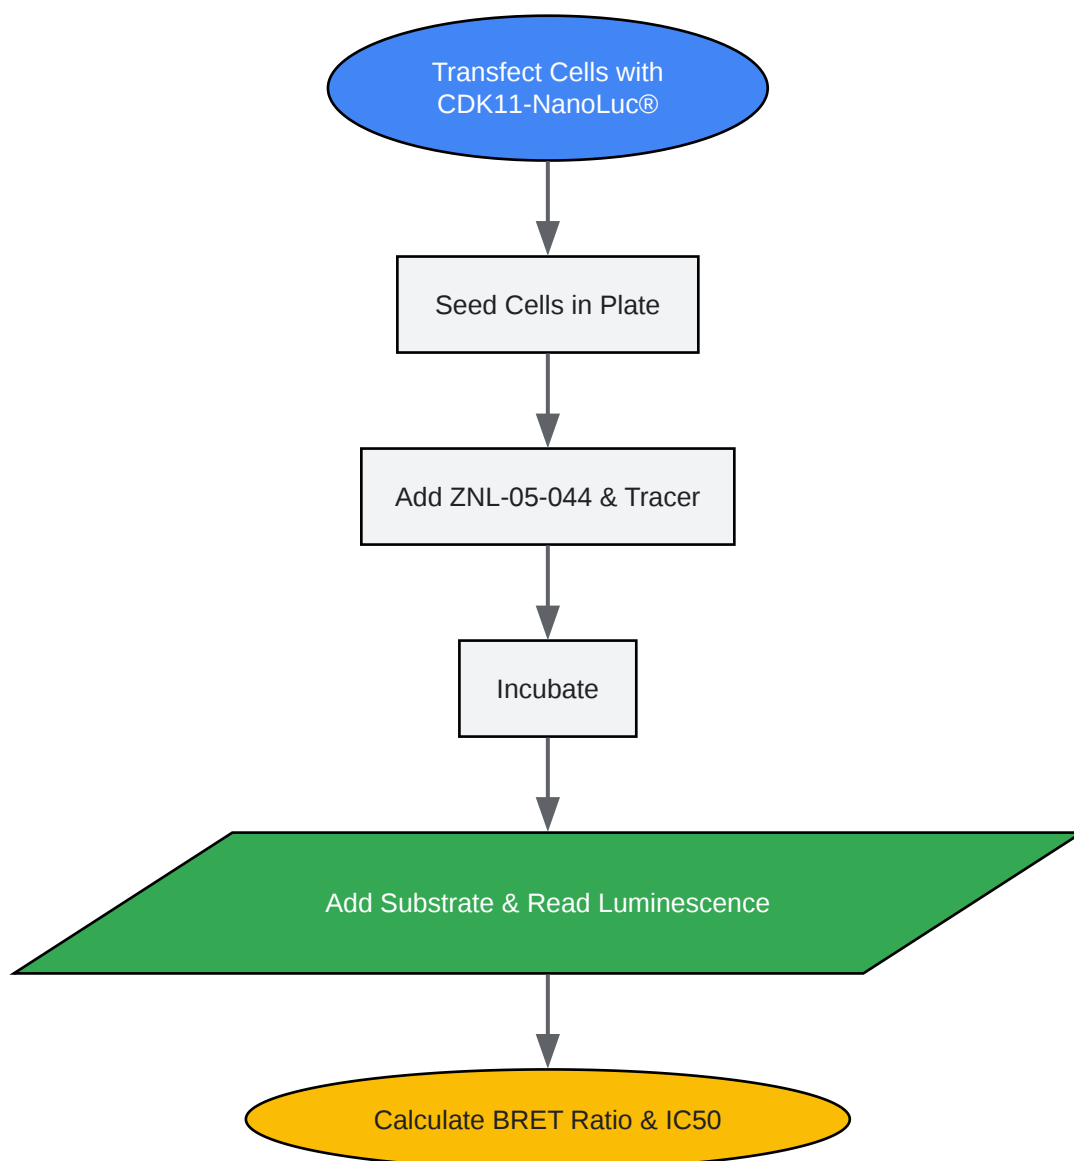 Transfect Cells with
CDK11-NanoLuc®
Seed Cells in Plate
Add ZNL-05-044 & Tracer
Incubate
Add Substrate & Read Luminescence
Calculate BRET Ratio & IC50